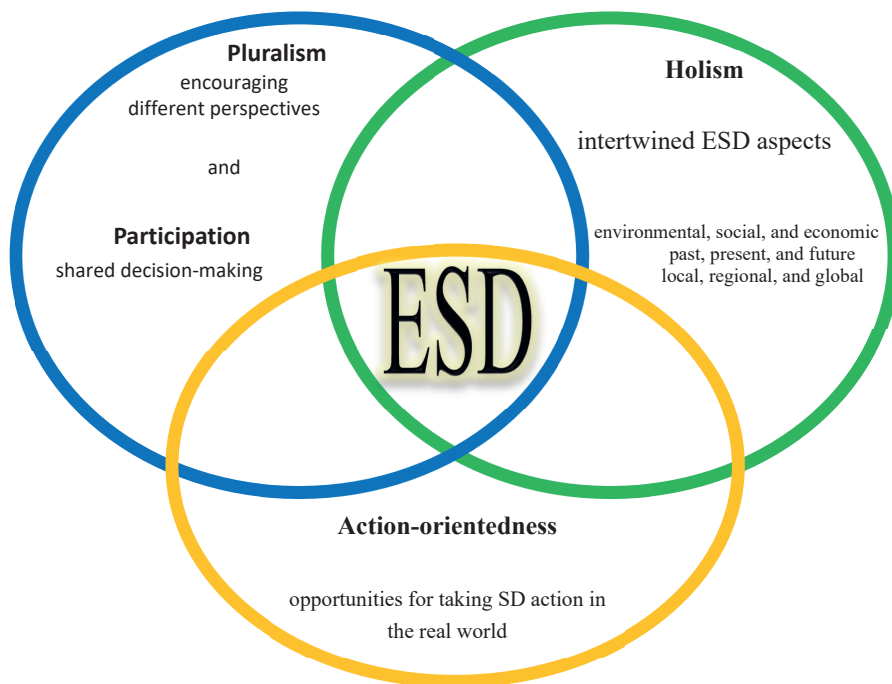 Pluralism
encouraging
different perspectives
and
Participation
shared decision-making
Holism
intertwined ESD aspects
environmental, social, and economic
past, present, and future
local, regional, and global
ESD
Action-orientedness
opportunities for taking SD action in
the real world